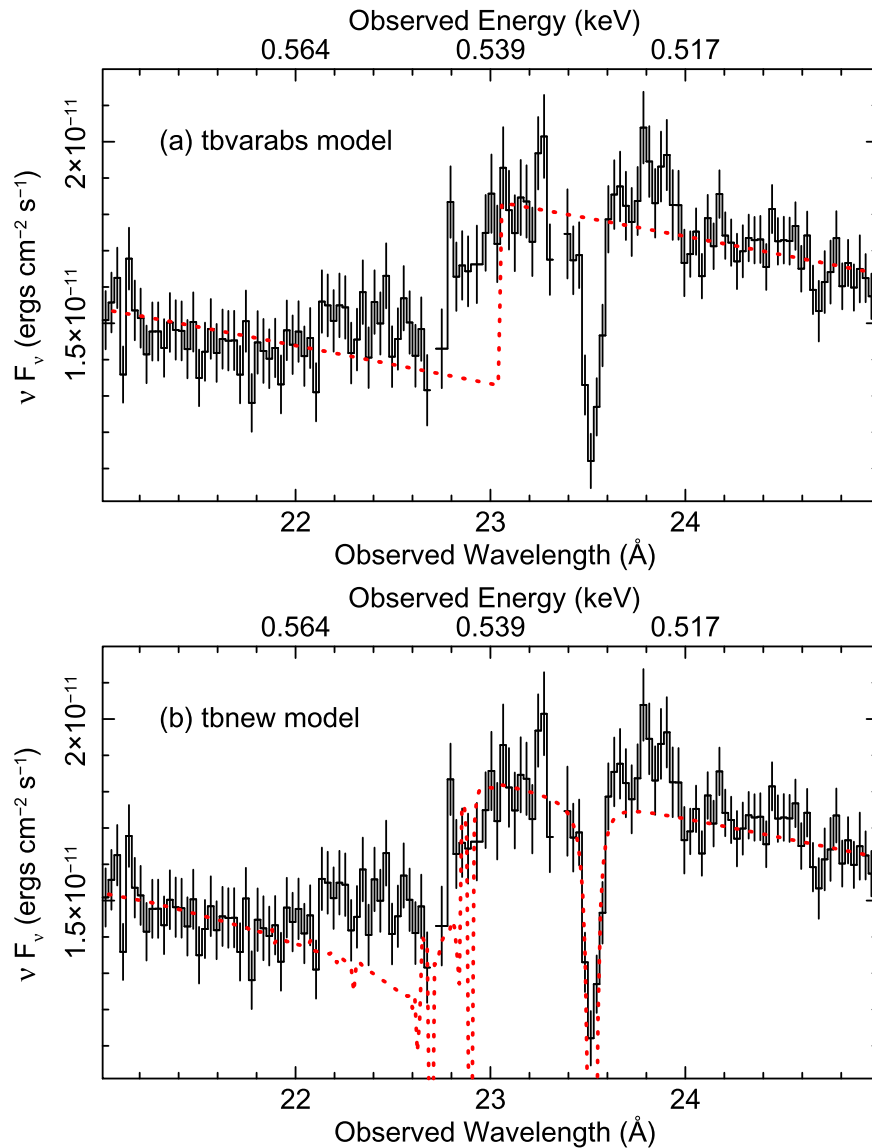 Observed Energy (keV)
0.564 0.539 0.517
(a) tbvarabs model
2×10⁻¹¹
1.5×10⁻¹¹
ν Fν (ergs cm⁻² s⁻¹)
22 23 24
Observed Wavelength (Å)
Observed Energy (keV)
0.564 0.539 0.517
(b) tbnew model
2×10⁻¹¹
1.5×10⁻¹¹
ν Fν (ergs cm⁻² s⁻¹)
22 23 24
Observed Wavelength (Å)